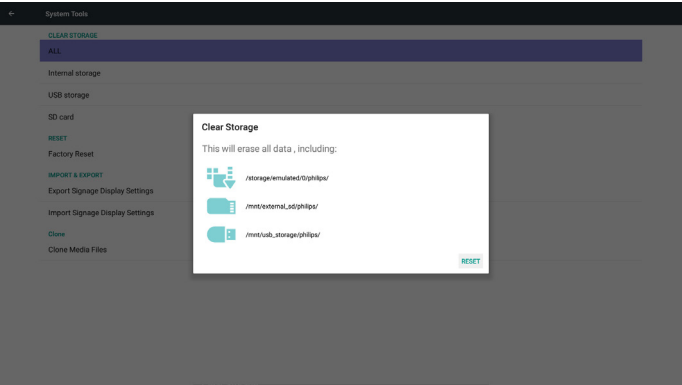 System Tools
CLEAR STORAGE
ALL
Internal storage
USB storage
SD card
RESET
Factory Reset
IMPORT & EXPORT
Export Signage Display Settings
Import Signage Display Settings
Clone
Clone Media Files
Clear Storage
This will erase all data , including:
/storage/emulated/0/philips/
/mnt/external_sd/philips/
/mnt/usb_storage/philips/
RESET